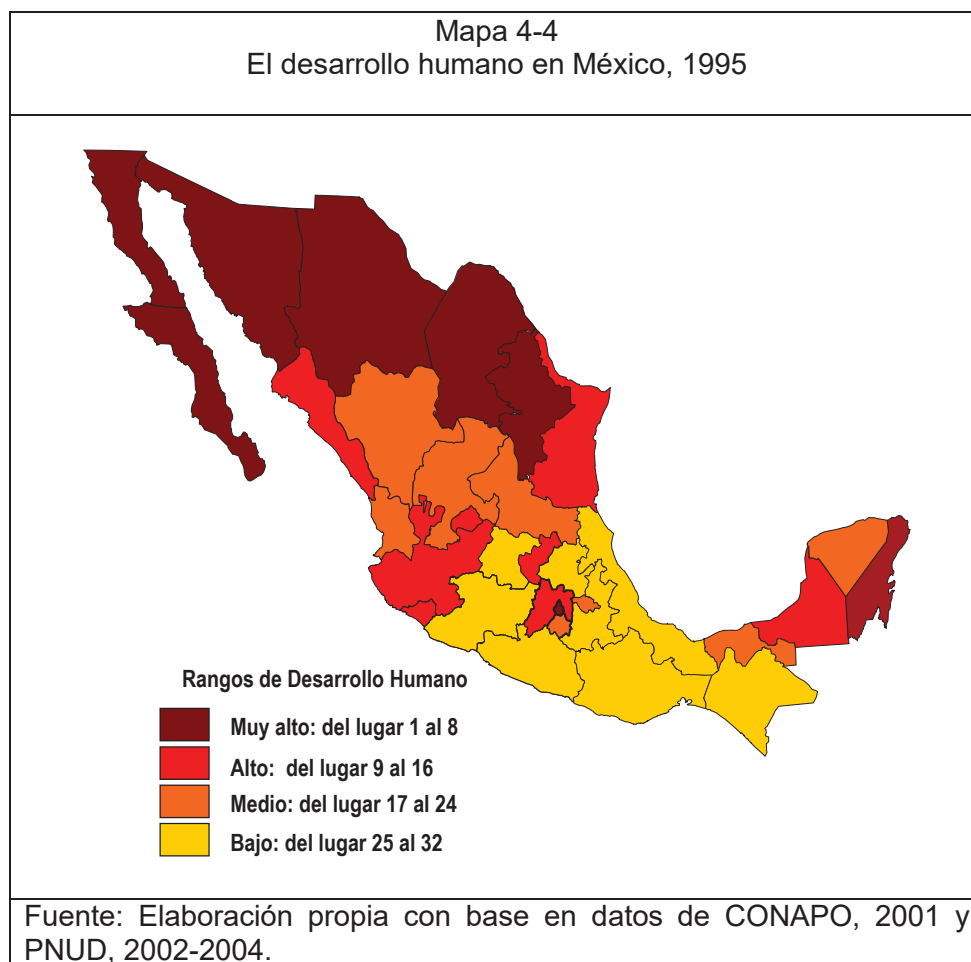 Mapa 4-4
El desarrollo humano en México, 1995
Rangos de Desarrollo Humano
Muy alto: del lugar 1 al 8
Alto: del lugar 9 al 16
Medio: del lugar 17 al 24
Bajo: del lugar 25 al 32
Fuente: Elaboración propia con base en datos de CONAPO, 2001 y
PNUD, 2002-2004.